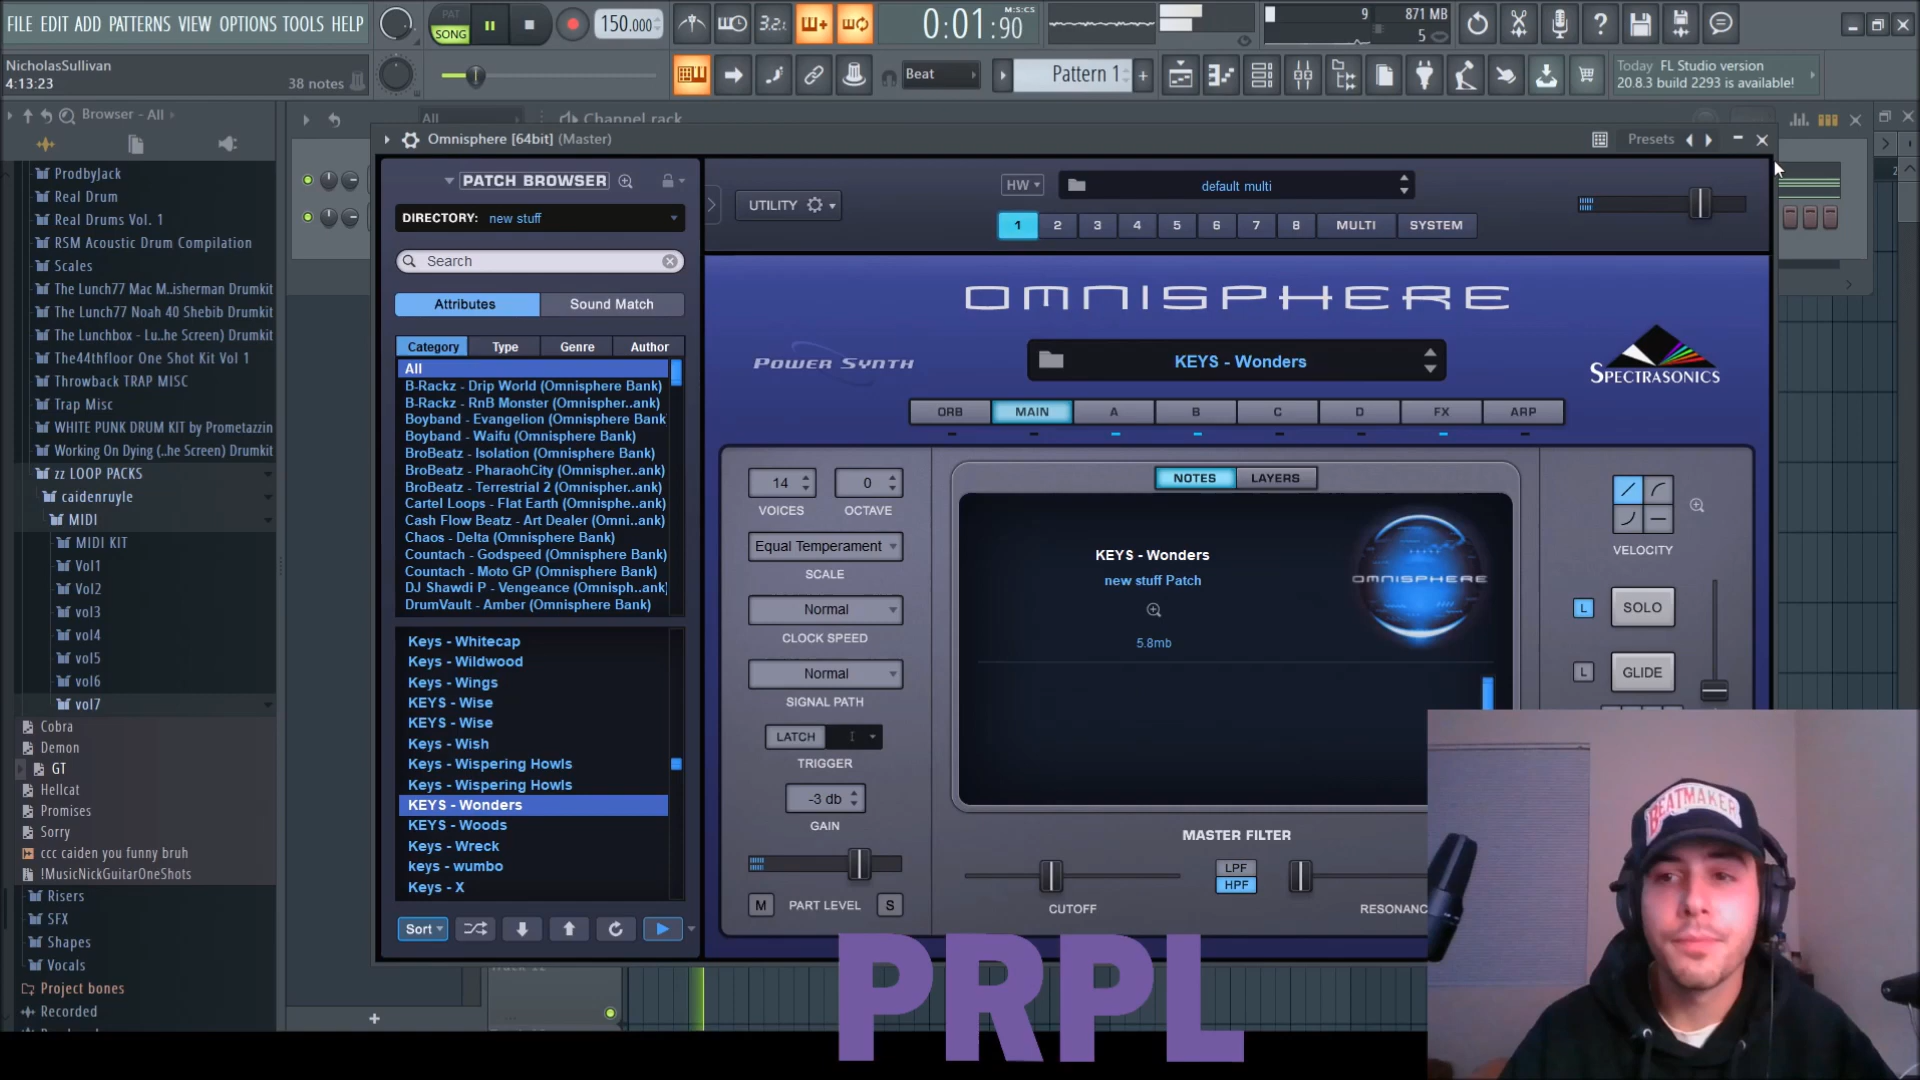 FILE EDIT ADD PATTERNS VIEW OPTIONS TOOLS HELP
PAT
SONG
150.000
3.2.
0:01:90
M:S:CS
9
871 MB
5
NicholasSullivan
4:13:23
38 notes
Beat
Pattern 1
Today FL Studio version
20.8.3 build 2293 is available!
Browser - All
All
Channel rack
ProdbyJack
Real Drum
Real Drums Vol. 1
RSM Acoustic Drum Compilation
Scales
The Lunch77 Mac M..isherman Drumkit
The Lunch77 Noah 40 Shebib Drumkit
The Lunchbox - Lu..he Screen) Drumkit
The44thfloor One Shot Kit Vol 1
Throwback TRAP MISC
Trap Misc
WHITE PUNK DRUM KIT by Prometazzin
Working On Dying (..he Screen) Drumkit
zz LOOP PACKS
caidenruyle
MIDI
MIDI KIT
Vol1
Vol2
vol3
vol4
vol5
vol6
vol7
Cobra
Demon
GT
Hellcat
Promises
Sorry
ccc caiden you funny bruh
!MusicNickGuitarOneShots
Risers
SFX
Shapes
Vocals
Project bones
Recorded
Omnisphere [64bit] (Master)
Presets
PATCH BROWSER
DIRECTORY: new stuff
Search
Attributes
Sound Match
Category
Type
Genre
Author
All
B-Rackz - Drip World (Omnisphere Bank)
B-Rackz - RnB Monster (Omnispher..ank)
Boyband - Evangelion (Omnisphere Bank
Boyband - Waifu (Omnisphere Bank)
BroBeatz - Isolation (Omnisphere Bank)
BroBeatz - PharaohCity (Omnispher..ank)
BroBeatz - Terrestrial 2 (Omnispher..ank)
Cartel Loops - Flat Earth (Omnispher..ank)
Cash Flow Beatz - Art Dealer (Omni..ank)
Chaos - Delta (Omnisphere Bank)
Countach - Godspeed (Omnisphere Bank)
Countach - Moto GP (Omnisphere Bank)
DJ Shawdi P - Vengeance (Omnisph..ank)
DrumVault - Amber (Omnisphere Bank)
Keys - Whitecap
Keys - Wildwood
Keys - Wings
KEYS - Wise
KEYS - Wise
Keys - Wish
Keys - Wispering Howls
Keys - Wispering Howls
KEYS - Wonders
KEYS - Woods
Keys - Wreck
keys - wumbo
Keys - X
Sort
UTILITY
HW
default multi
1 2 3 4 5 6 7 8 MULTI SYSTEM
OMNISPHERE
POWER SYNTH
KEYS - Wonders
SPECTRASONICS
ORB MAIN A B C D FX ARP
14
VOICES
0
OCTAVE
Equal Temperament
SCALE
Normal
CLOCK SPEED
Normal
SIGNAL PATH
LATCH
TRIGGER
-3 db
GAIN
M PART LEVEL S
NOTES LAYERS
KEYS - Wonders
new stuff Patch
5.8mb
OMNISPHERE
VELOCITY
L SOLO
L GLIDE
MASTER FILTER
LPF
HPF
CUTOFF
RESONANC
BEATMAKER
PRPL